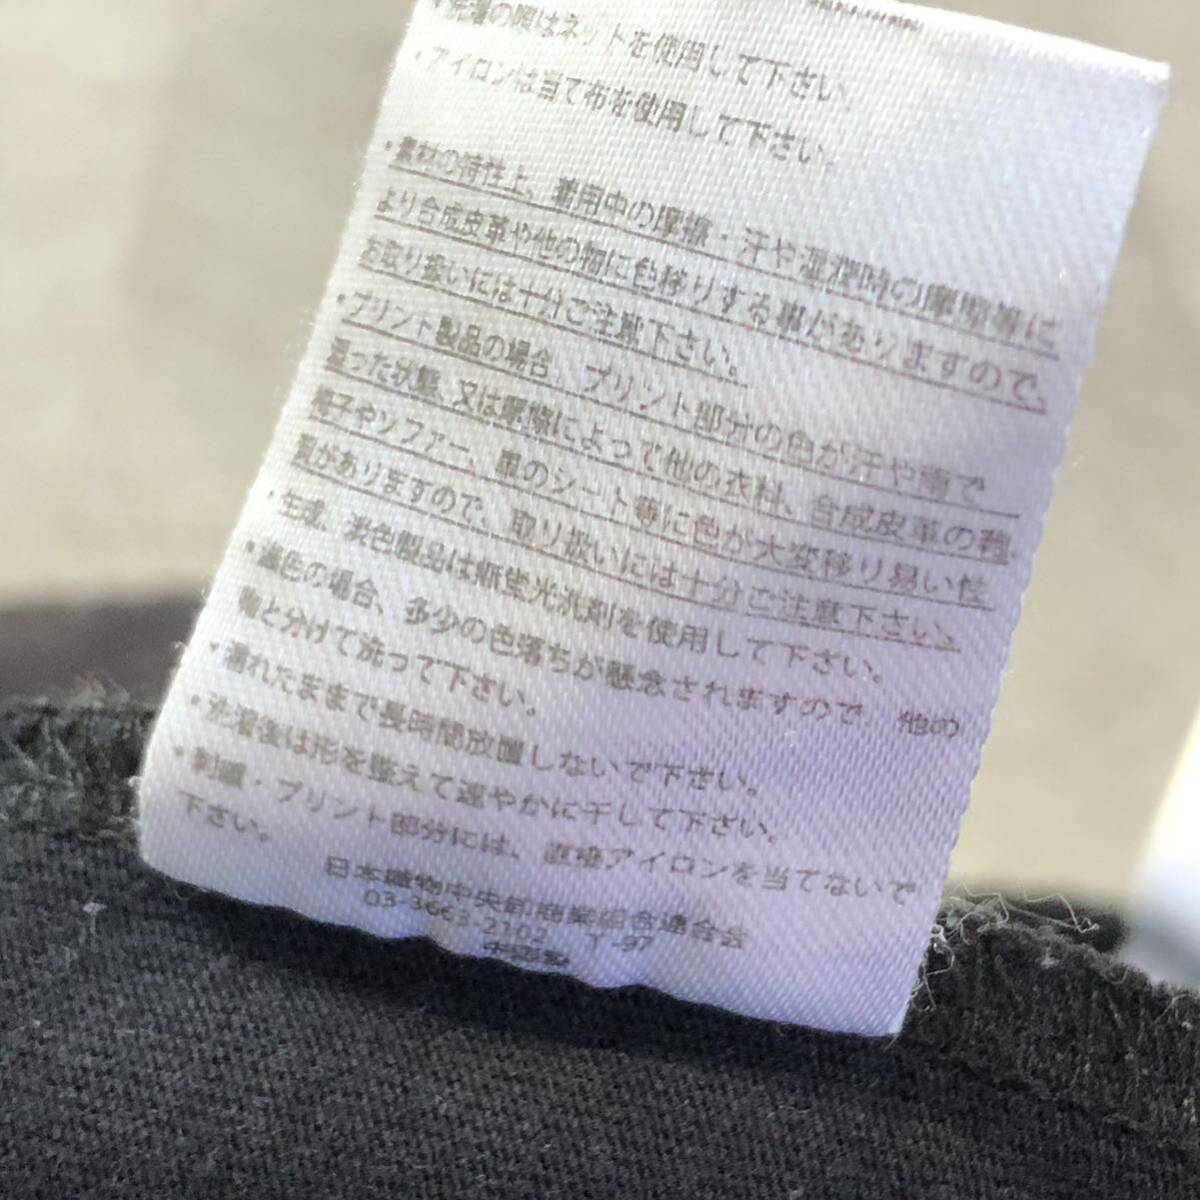 ・洗濯の際はネットを使用して下さい。
・アイロンは当て布を使用して下さい。
・素材の特性上、着用中の摩擦・汗や湿潤時の摩擦等に
より合成皮革や他の物に色移りする事がありますので、
お取り扱いには十分ご注意下さい。
・プリント製品の場合、プリント部分の色が汗や雨で
湿った状態、又は摩擦によって他の衣料、合成皮革の鞄、
椅子やソファー、車のシート等に色が大変移り易い性
質がありますので、取り扱いには十分ご注意下さい。
・生成、淡色製品は無蛍光洗剤を使用して下さい。
・濃色の場合、多少の色落ちが懸念されますので、他の
物と分けて洗って下さい。
・濡れたままで長時間放置しないで下さい。
・洗濯後は形を整えて速やかに干して下さい。
・刺繍・プリント部分には、直接アイロンを当てないで
下さい。
日本織物中央卸商業組合連合会
03-3663-2102 T-97
中国製